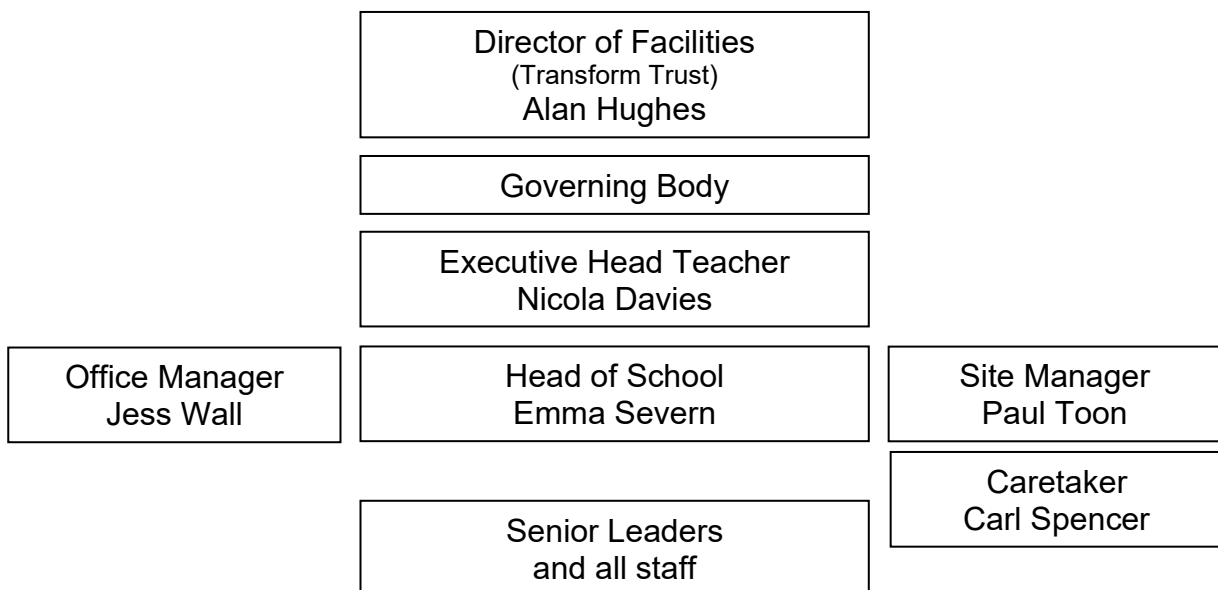 Director of Facilities
(Transform Trust)
Alan Hughes
Governing Body
Executive Head Teacher
Nicola Davies
Office Manager
Jess Wall
Head of School
Emma Severn
Site Manager
Paul Toon
Caretaker
Carl Spencer
Senior Leaders
and all staff